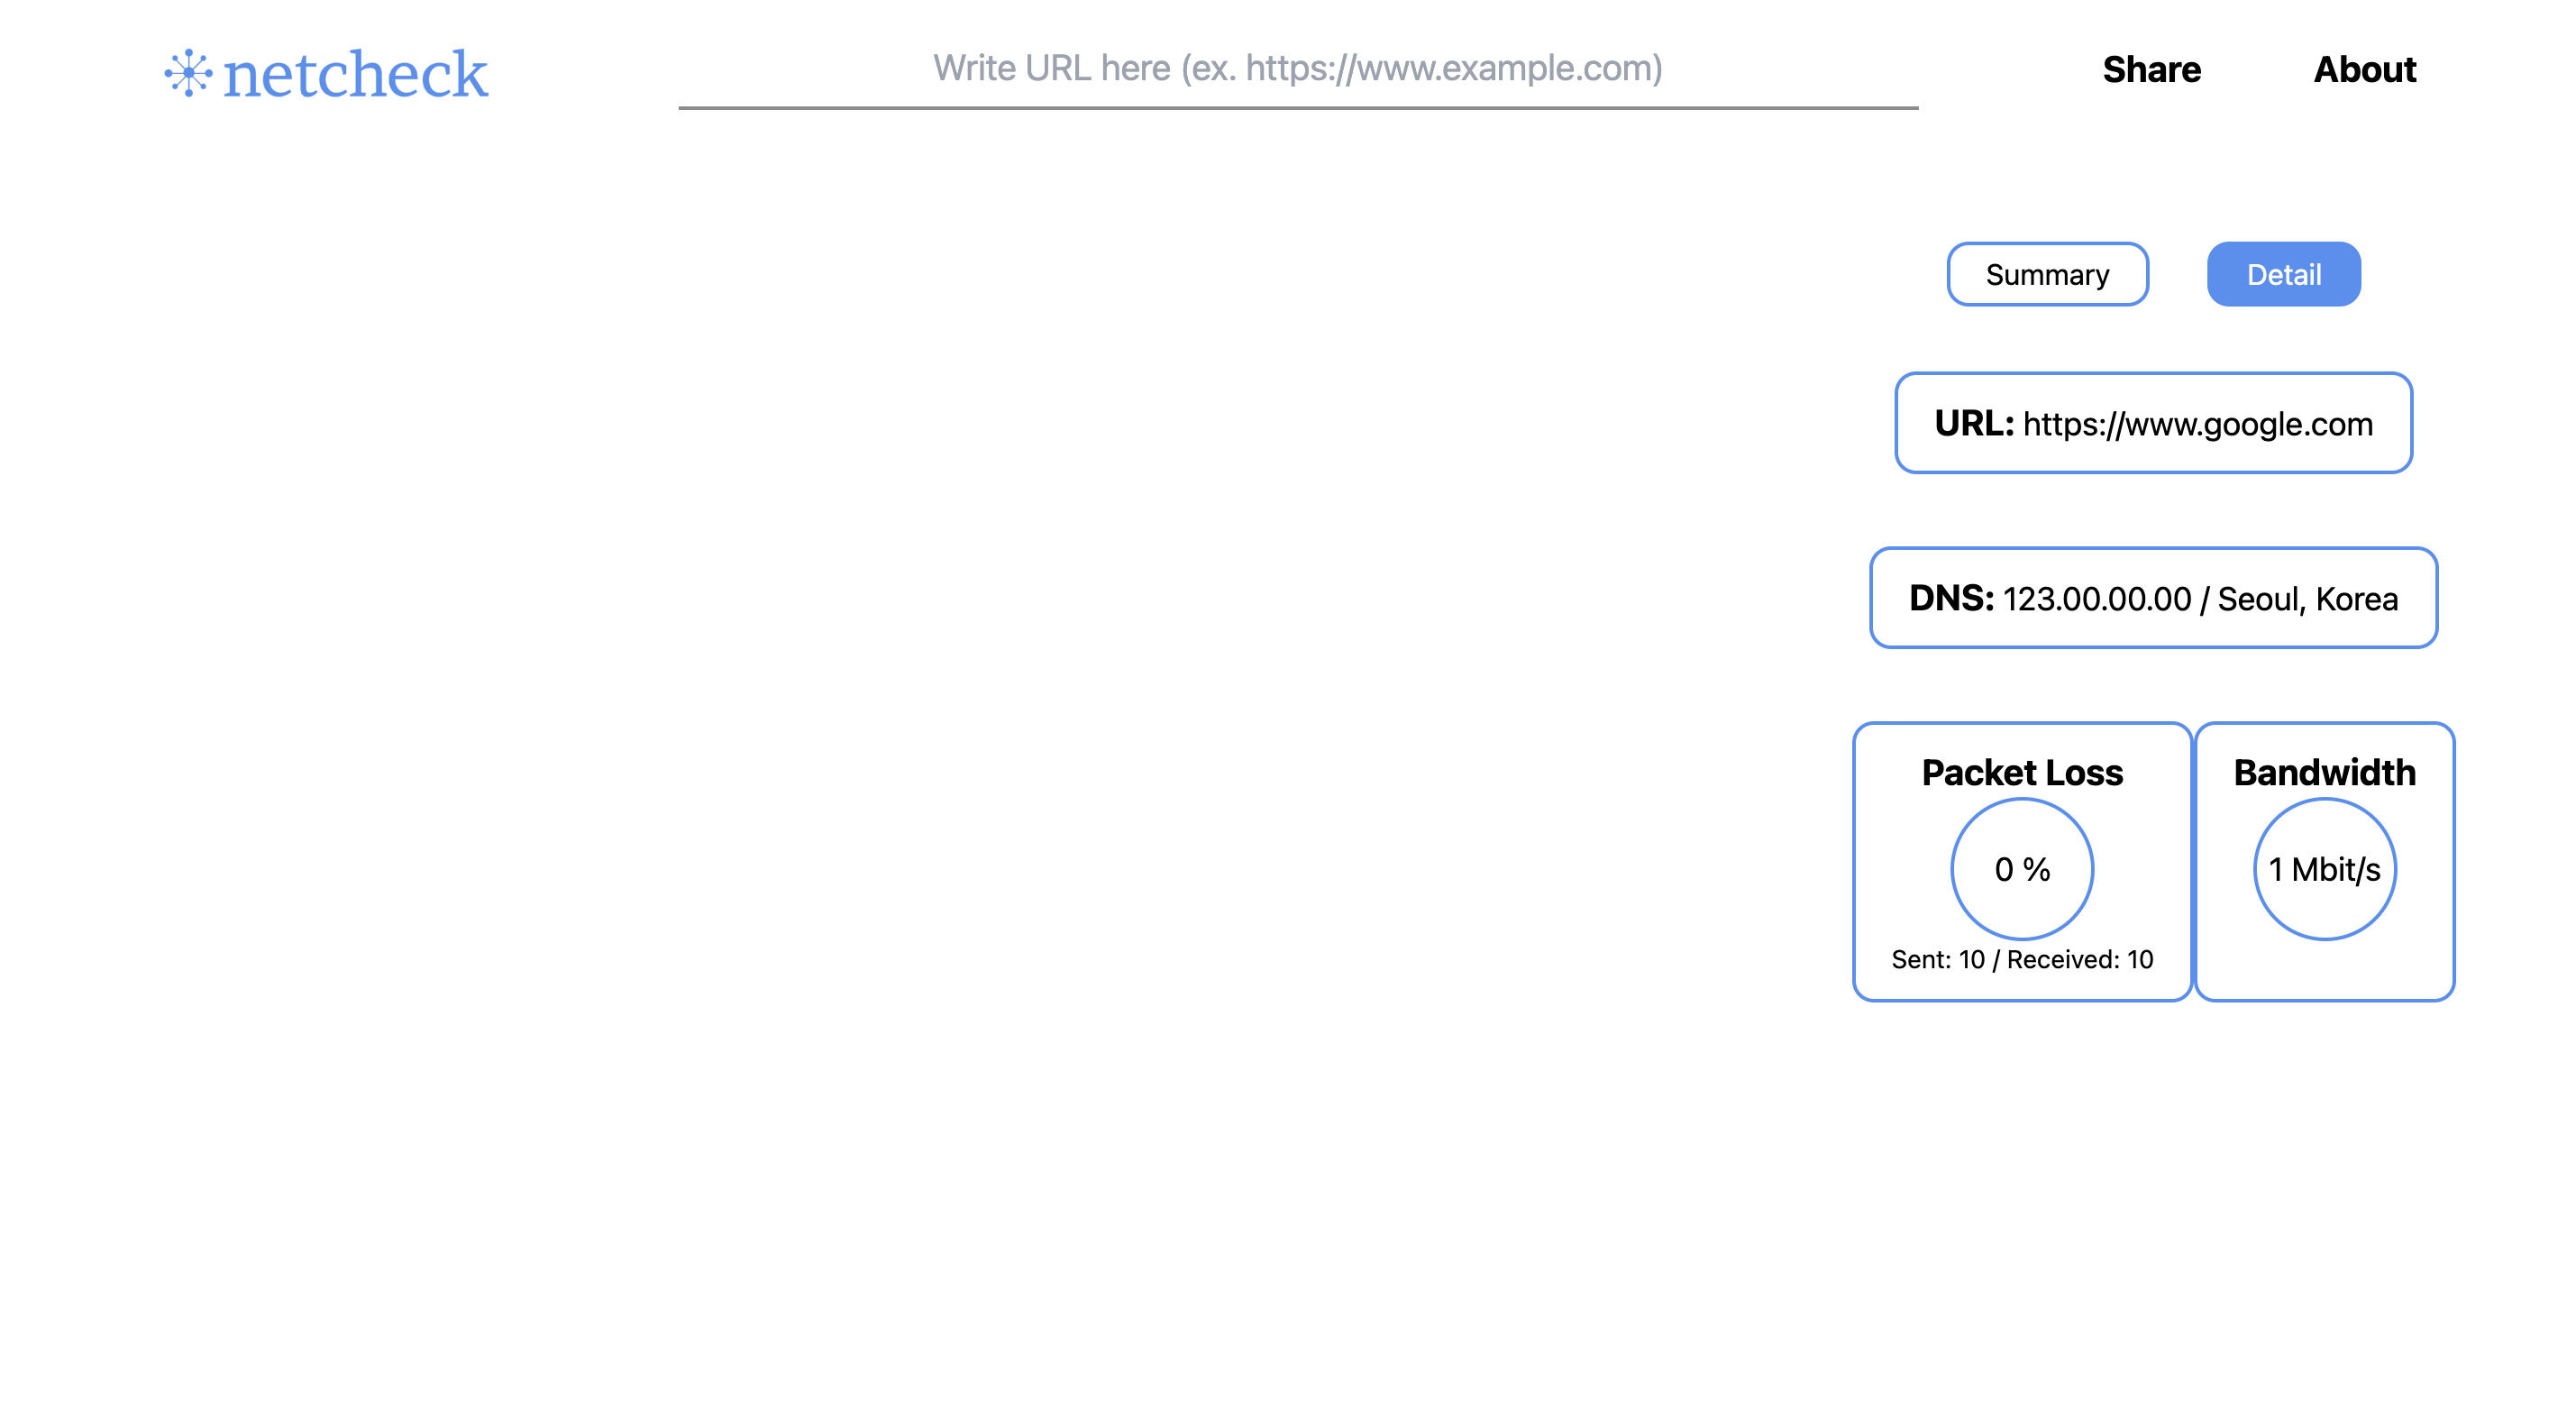 netcheck
Write URL here (ex. https://www.example.com)
Share
About
Summary
Detail
URL: https://www.google.com
DNS: 123.00.00.00 / Seoul, Korea
Packet Loss
0 %
Sent: 10 / Received: 10
Bandwidth
1 Mbit/s